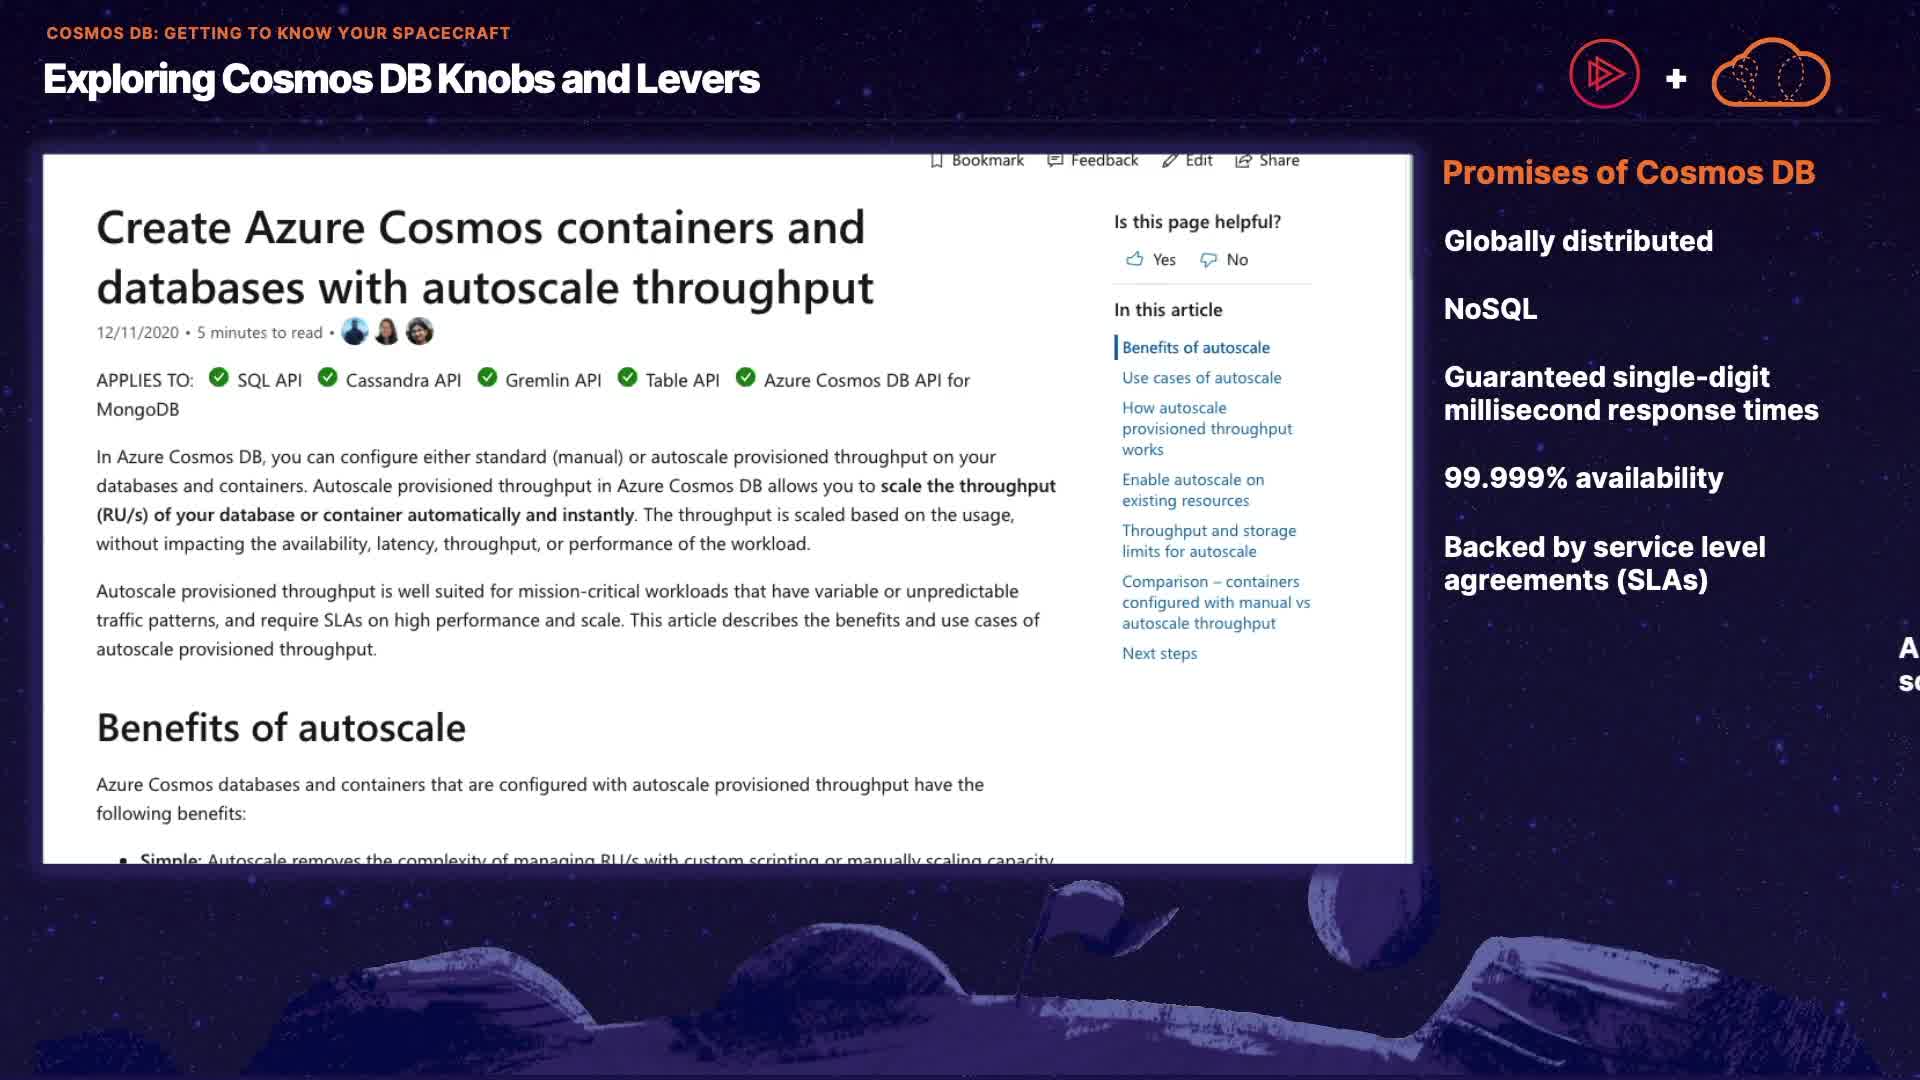 COSMOS DB: GETTING TO KNOW YOUR SPACECRAFT
Exploring Cosmos DB Knobs and Levers
Bookmark Feedback Edit Share
Create Azure Cosmos containers and
databases with autoscale throughput
12/11/2020 • 5 minutes to read •
APPLIES TO: SQL API Cassandra API Gremlin API Table API Azure Cosmos DB API for
MongoDB
In Azure Cosmos DB, you can configure either standard (manual) or autoscale provisioned throughput on your
databases and containers. Autoscale provisioned throughput in Azure Cosmos DB allows you to scale the throughput
(RU/s) of your database or container automatically and instantly. The throughput is scaled based on the usage,
without impacting the availability, latency, throughput, or performance of the workload.
Autoscale provisioned throughput is well suited for mission-critical workloads that have variable or unpredictable
traffic patterns, and require SLAs on high performance and scale. This article describes the benefits and use cases of
autoscale provisioned throughput.
Benefits of autoscale
Azure Cosmos databases and containers that are configured with autoscale provisioned throughput have the
following benefits:
• Simple: Autoscale removes the complexity of managing RU/s with custom scripting or manually scaling capacity
Is this page helpful?
Yes No
In this article
Benefits of autoscale
Use cases of autoscale
How autoscale
provisioned throughput
works
Enable autoscale on
existing resources
Throughput and storage
limits for autoscale
Comparison – containers
configured with manual vs
autoscale throughput
Next steps
+
Promises of Cosmos DB
Globally distributed
NoSQL
Guaranteed single-digit
millisecond response times
99.999% availability
Backed by service level
agreements (SLAs)